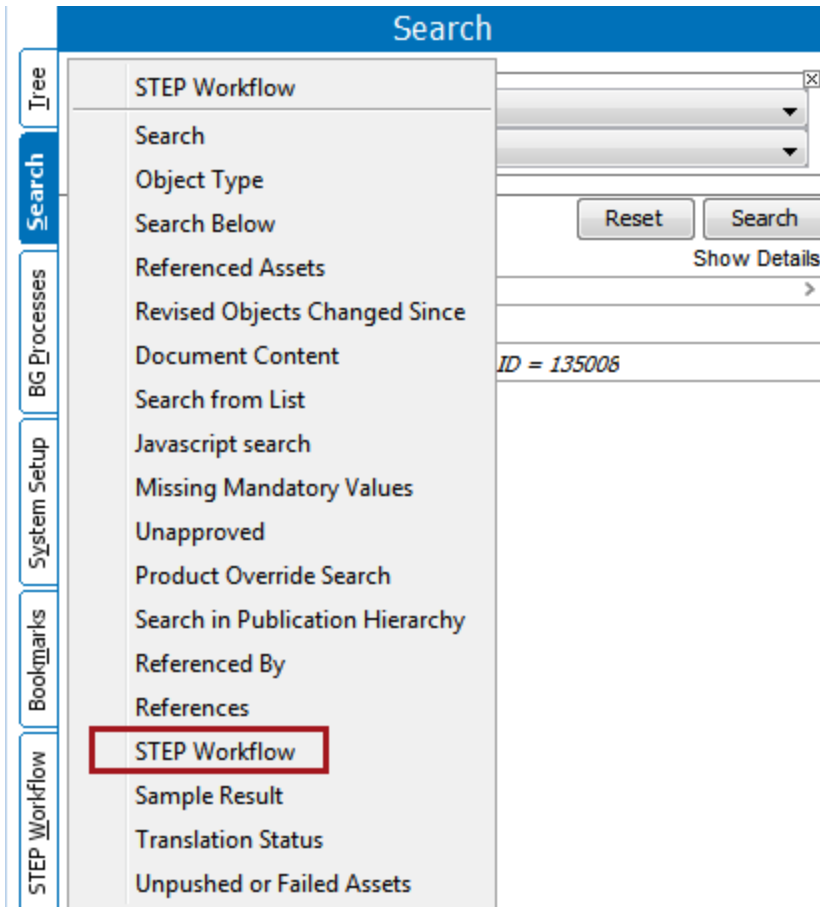 Search
Tree
Search
BG Processes
System Setup
Bookmarks
STEP Workflow
STEP Workflow
Search
Object Type
Search Below
Referenced Assets
Revised Objects Changed Since
Document Content
Search from List
Javascript search
Missing Mandatory Values
Unapproved
Product Override Search
Search in Publication Hierarchy
Referenced By
References
STEP Workflow
Sample Result
Translation Status
Unpushed or Failed Assets
Reset Search
Show Details
>
ID = 135008